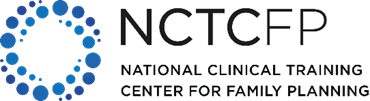 NCTCFP
NATIONAL CLINICAL TRAINING
CENTER FOR FAMILY PLANNING